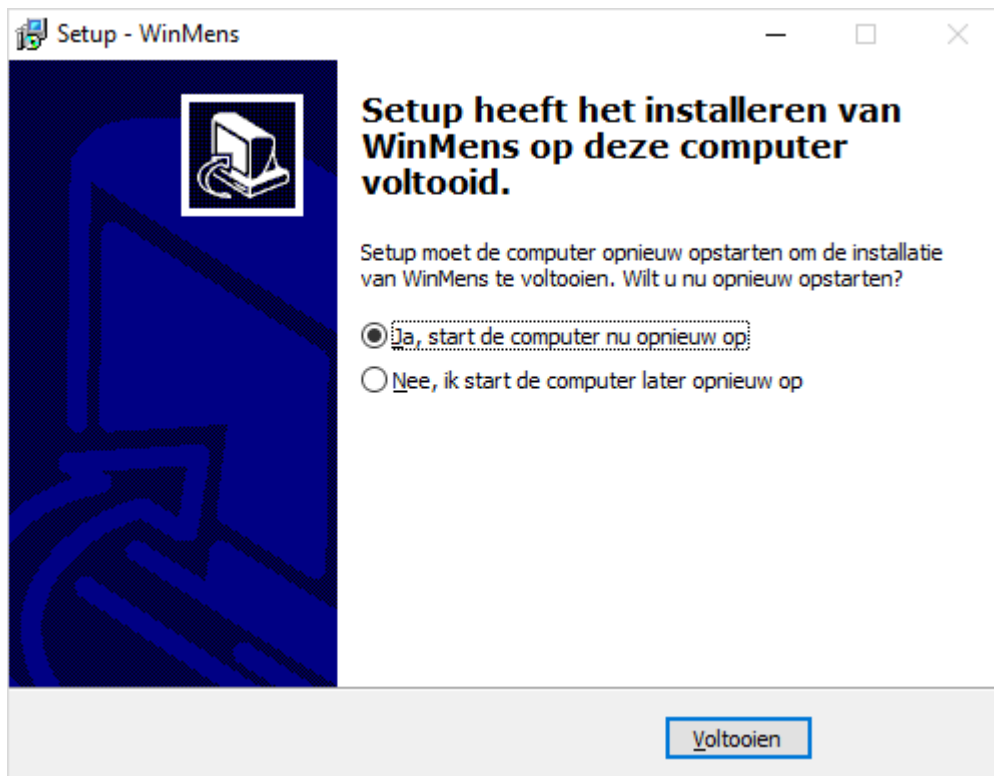 Setup - WinMens
Setup heeft het installeren van
WinMens op deze computer
voltooid.
Setup moet de computer opnieuw opstarten om de installatie
van WinMens te voltooien. Wilt u nu opnieuw opstarten?
Ja, start de computer nu opnieuw op
Nee, ik start de computer later opnieuw op
Voltooien